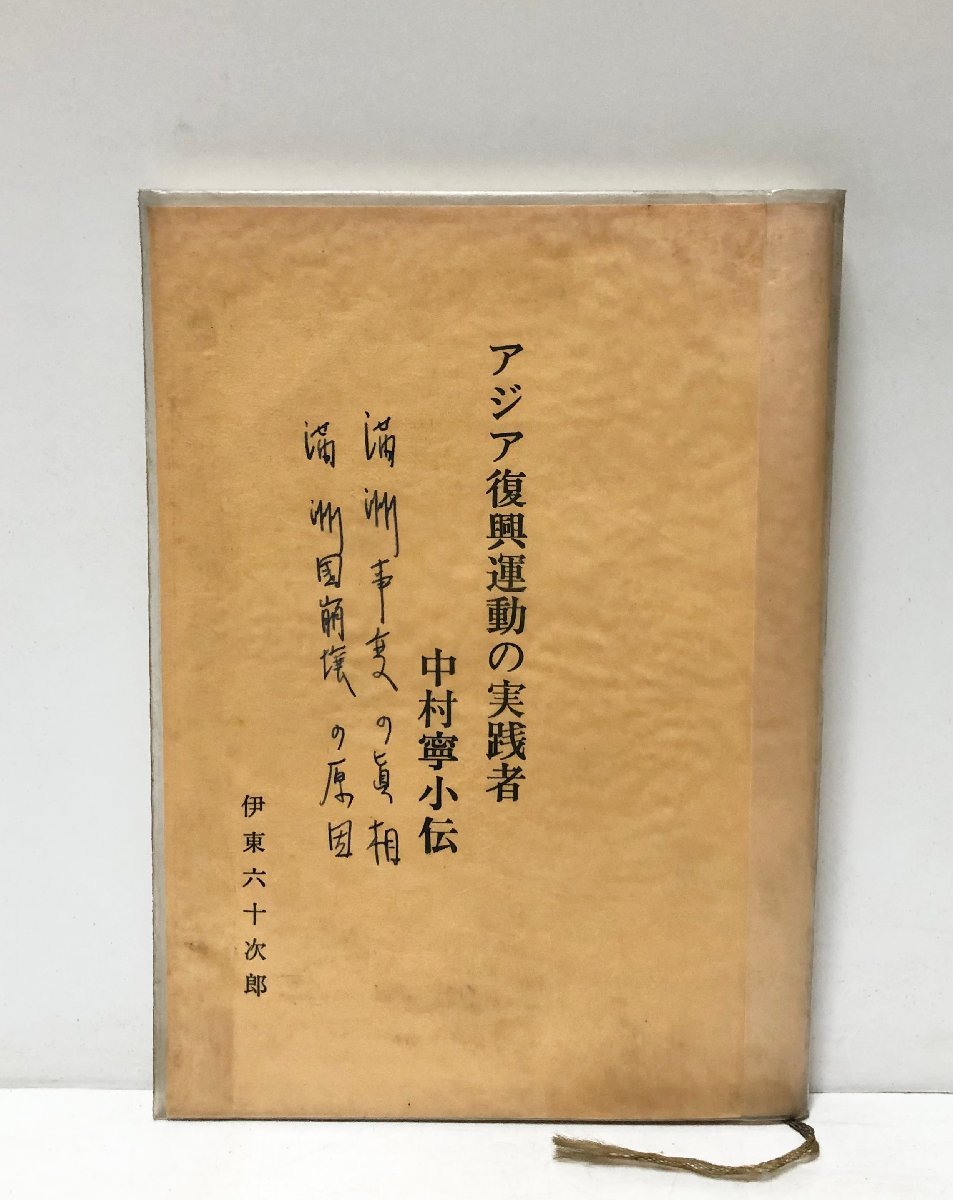 アジア復興運動の実践者
中村寧小伝
満洲事変の眞相
満洲国崩壊の原因
伊東六十次郎